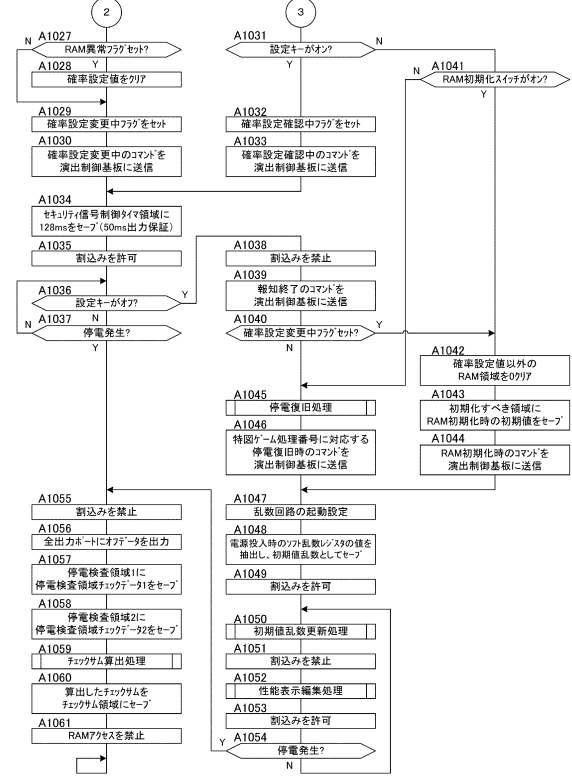 2
A1027
RAM異常フラグセット?
N
Y
A1028
確率設定値をクリア
A1029
確率設定変更中フラグをセット
A1030
確率設定変更中のコマンドを
演出制御基板に送信
A1034
セキュリティ信号制御タイマ領域に
128msをセーブ(50ms出力保証)
A1035
割込みを許可
A1036
設定キーがオフ?
Y
N
A1037
停電発生?
N
Y
A1055
割込みを禁止
A1056
全出力ポートにオフデータを出力
A1057
停電検査領域1に
停電検査領域チェックデータ1をセーブ
A1058
停電検査領域2に
停電検査領域チェックデータ2をセーブ
A1059
チェックサム算出処理
A1060
算出したチェックサムを
チェックサム領域にセーブ
A1061
RAMアクセスを禁止
3
A1031
設定キーがオン?
N
Y
A1032
確率設定確認中フラグをセット
A1033
確率設定確認中のコマンドを
演出制御基板に送信
A1038
割込みを禁止
A1039
報知終了のコマンドを
演出制御基板に送信
A1040
確率設定変更中フラグセット?
Y
N
A1045
停電復旧処理
A1046
特図ゲーム処理番号に対応する
停電復旧時のコマンドを
演出制御基板に送信
A1047
乱数回路の起動設定
A1048
電源投入時のソフト乱数レジスタの値を
抽出し、初期値乱数としてセーブ
A1049
割込みを許可
A1050
初期値乱数更新処理
A1051
割込みを禁止
A1052
性能表示編集処理
A1053
割込みを許可
A1054
停電発生?
Y
N
A1041
RAM初期化スイッチがオン?
N
Y
A1042
確率設定値以外の
RAM領域を0クリア
A1043
初期化すべき領域に
RAM初期化時の初期値をセーブ
A1044
RAM初期化時のコマンドを
演出制御基板に送信